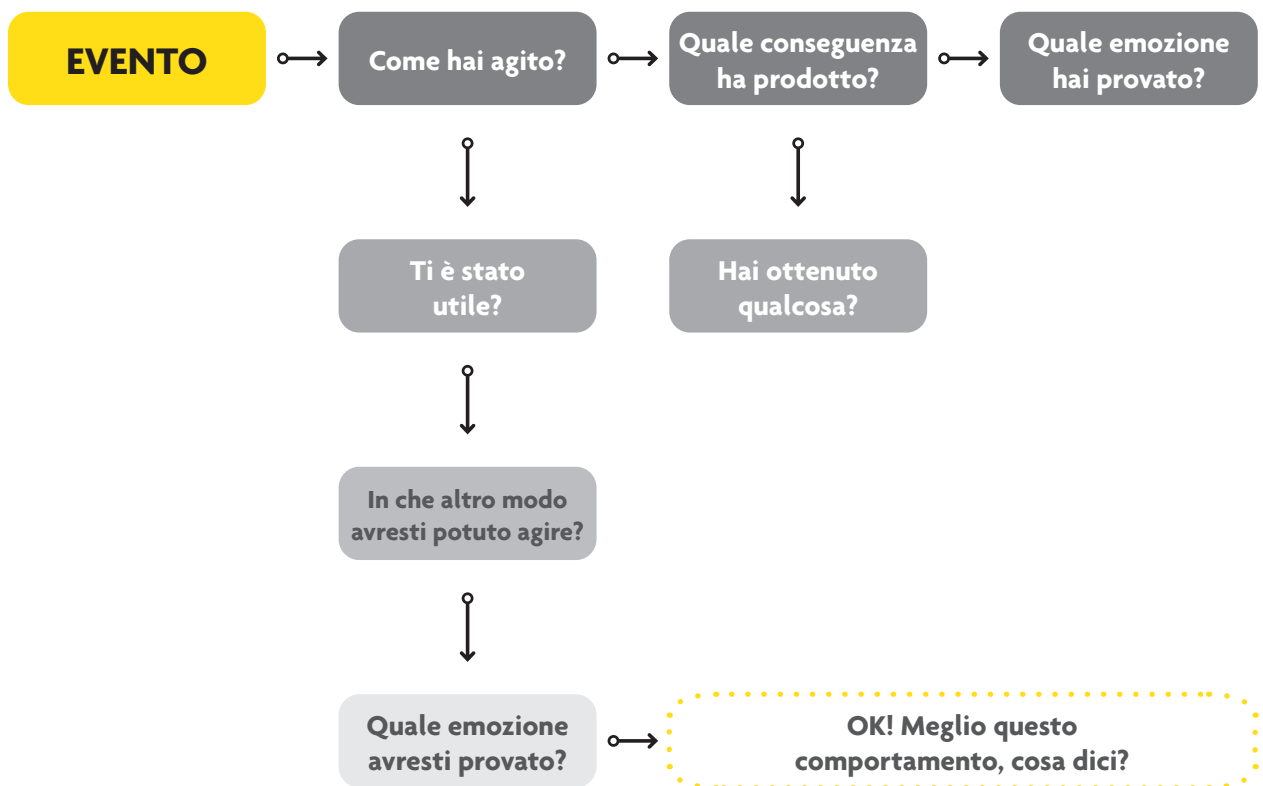 EVENTO
Come hai agito?
Quale conseguenza
ha prodotto?
Quale emozione
hai provato?
Ti è stato
utile?
Hai ottenuto
qualcosa?
In che altro modo
avresti potuto agire?
Quale emozione
avresti provato?
OK! Meglio questo
comportamento, cosa dici?